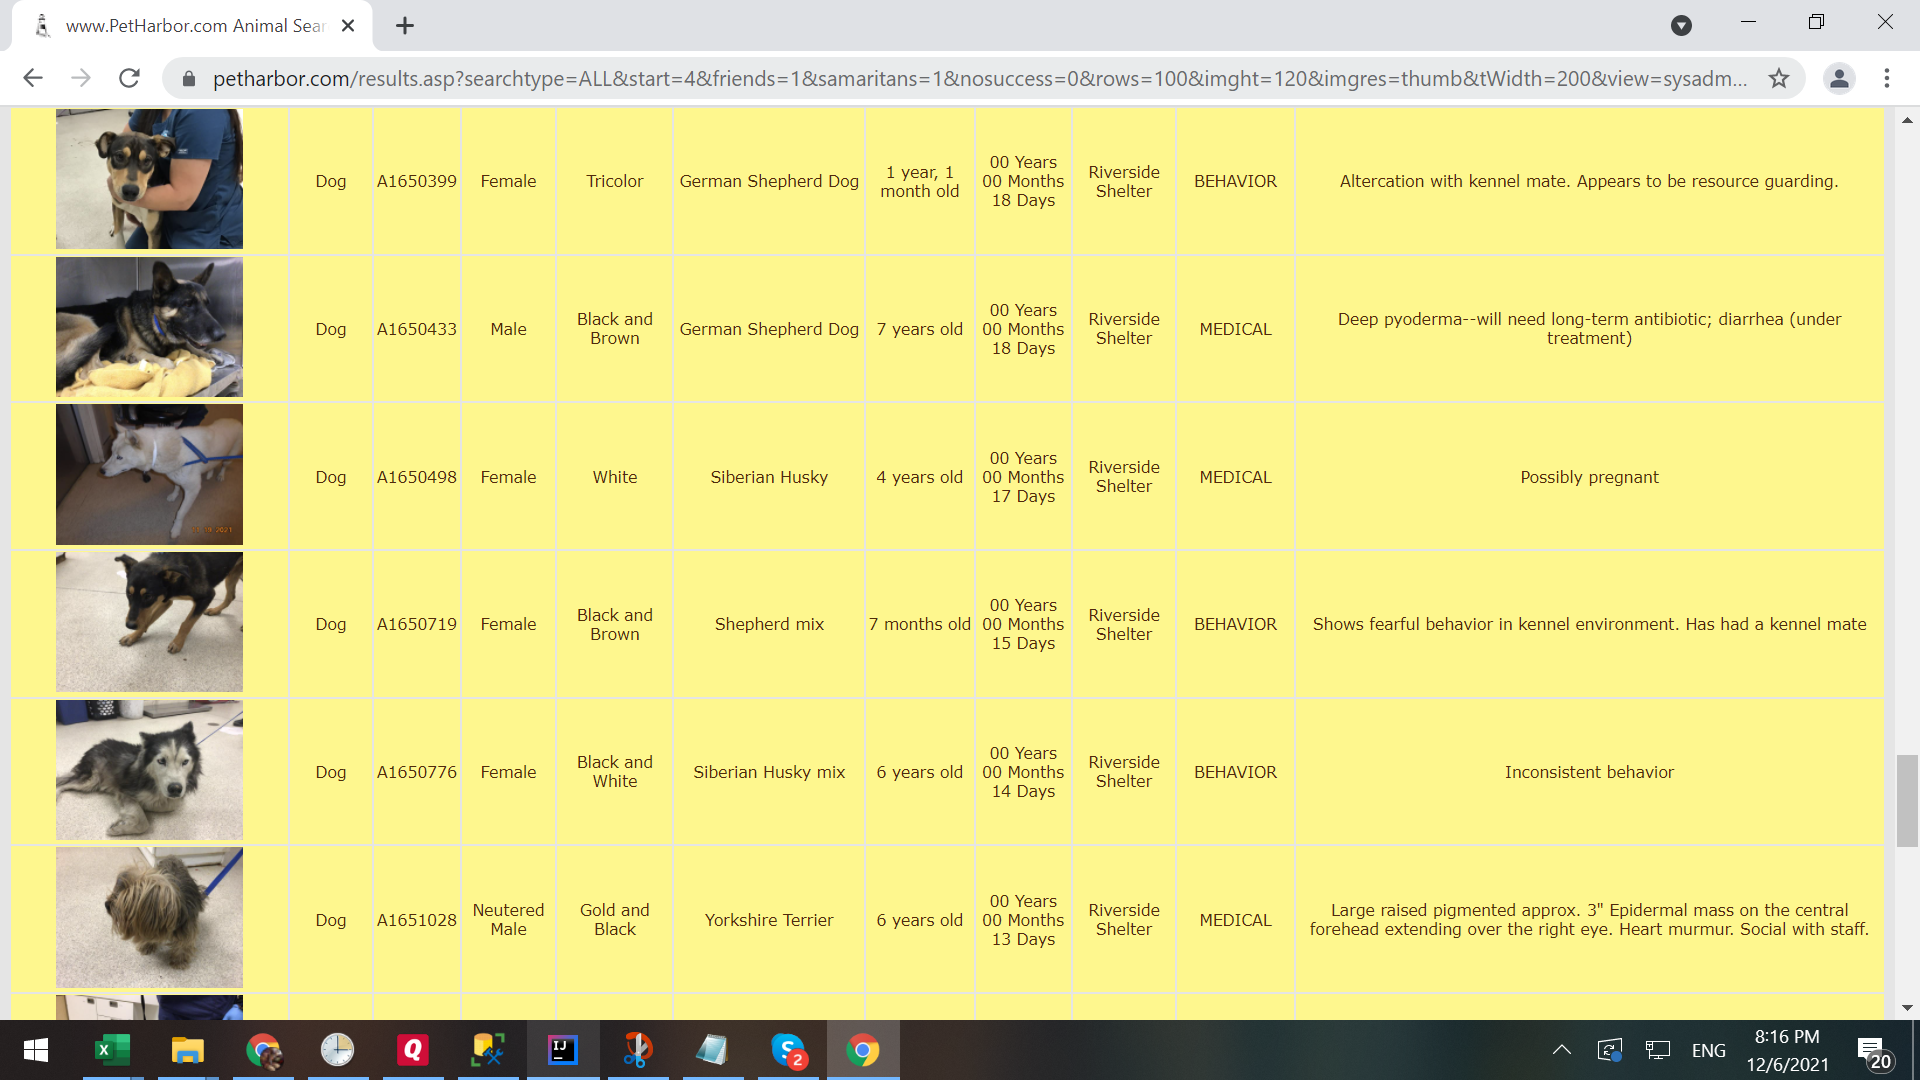 www.PetHarbor.com Animal Sear
petharbor.com/results.asp?searchtype=ALL&start=4&friends=1&samaritans=1&nosuccess=0&rows=100&imght=120&imgres=thumb&tWidth=200&view=sysadm...
Dog
A1650399
Female
Tricolor
German Shepherd Dog
1 year, 1
month old
00 Years
00 Months
18 Days
Riverside
Shelter
BEHAVIOR
Altercation with kennel mate. Appears to be resource guarding.
Dog
A1650433
Male
Black and
Brown
German Shepherd Dog
7 years old
00 Years
00 Months
18 Days
Riverside
Shelter
MEDICAL
Deep pyoderma--will need long-term antibiotic; diarrhea (under
treatment)
Dog
A1650498
Female
White
Siberian Husky
4 years old
00 Years
00 Months
17 Days
Riverside
Shelter
MEDICAL
Possibly pregnant
Dog
A1650719
Female
Black and
Brown
Shepherd mix
7 months old
00 Years
00 Months
15 Days
Riverside
Shelter
BEHAVIOR
Shows fearful behavior in kennel environment. Has had a kennel mate
Dog
A1650776
Female
Black and
White
Siberian Husky mix
6 years old
00 Years
00 Months
14 Days
Riverside
Shelter
BEHAVIOR
Inconsistent behavior
Dog
A1651028
Neutered
Male
Gold and
Black
Yorkshire Terrier
6 years old
00 Years
00 Months
13 Days
Riverside
Shelter
MEDICAL
Large raised pigmented approx. 3" Epidermal mass on the central
forehead extending over the right eye. Heart murmur. Social with staff.
X
Q
IJ
S
2
ENG
8:16 PM
12/6/2021
20